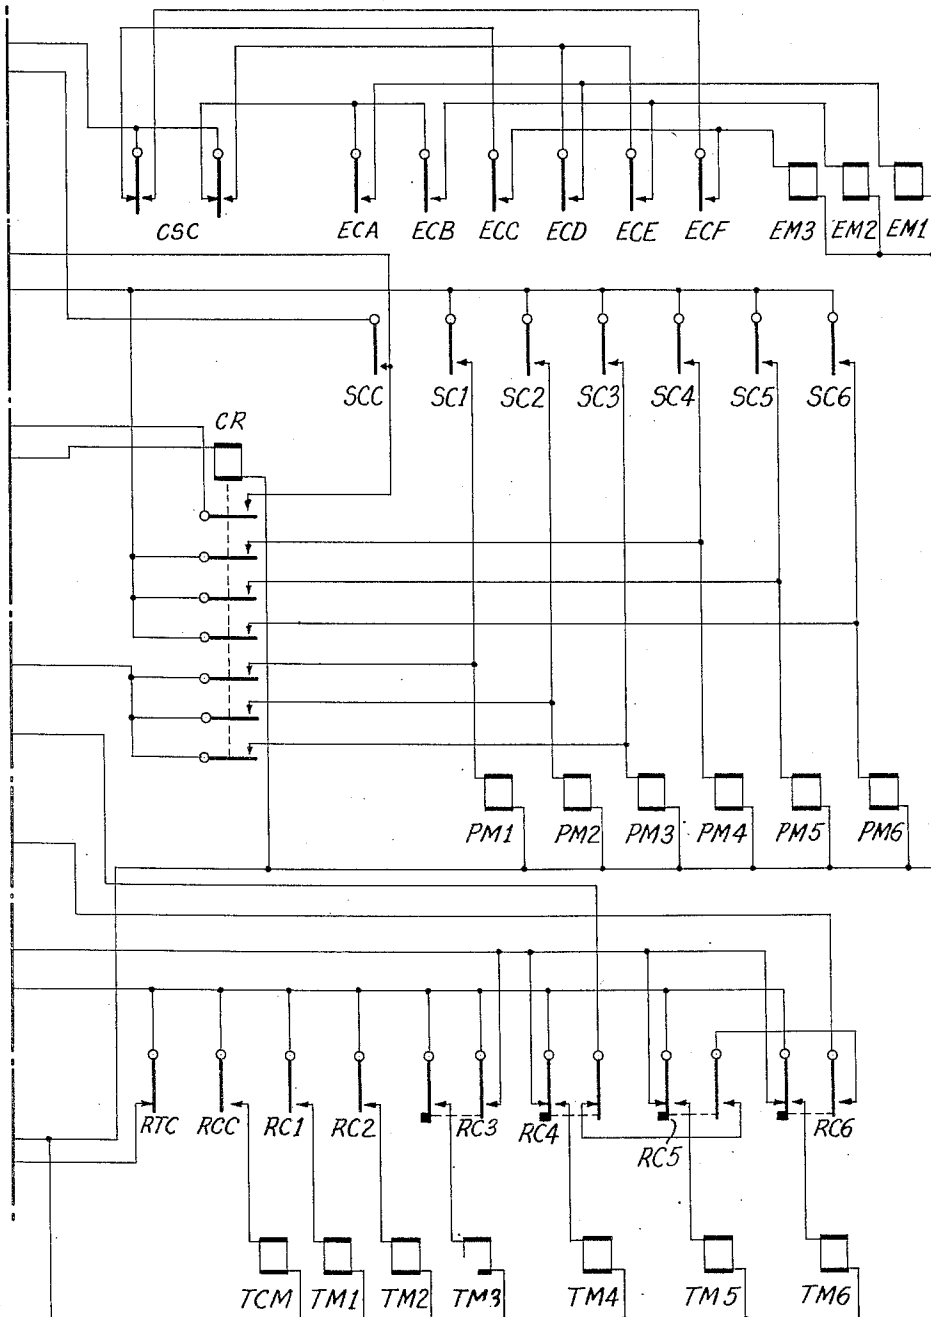 CSC ECA ECB ECC ECD ECE ECF EM3 EM2 EM1
SCC SC1 SC2 SC3 SC4 SC5 SC6
CR
PM1 PM2 PM3 PM4 PM5 PM6
RTC RCC RC1 RC2 RC3 RC4 RC5 RC6
TCM TM1 TM2 TM3 TM4 TM5 TM6